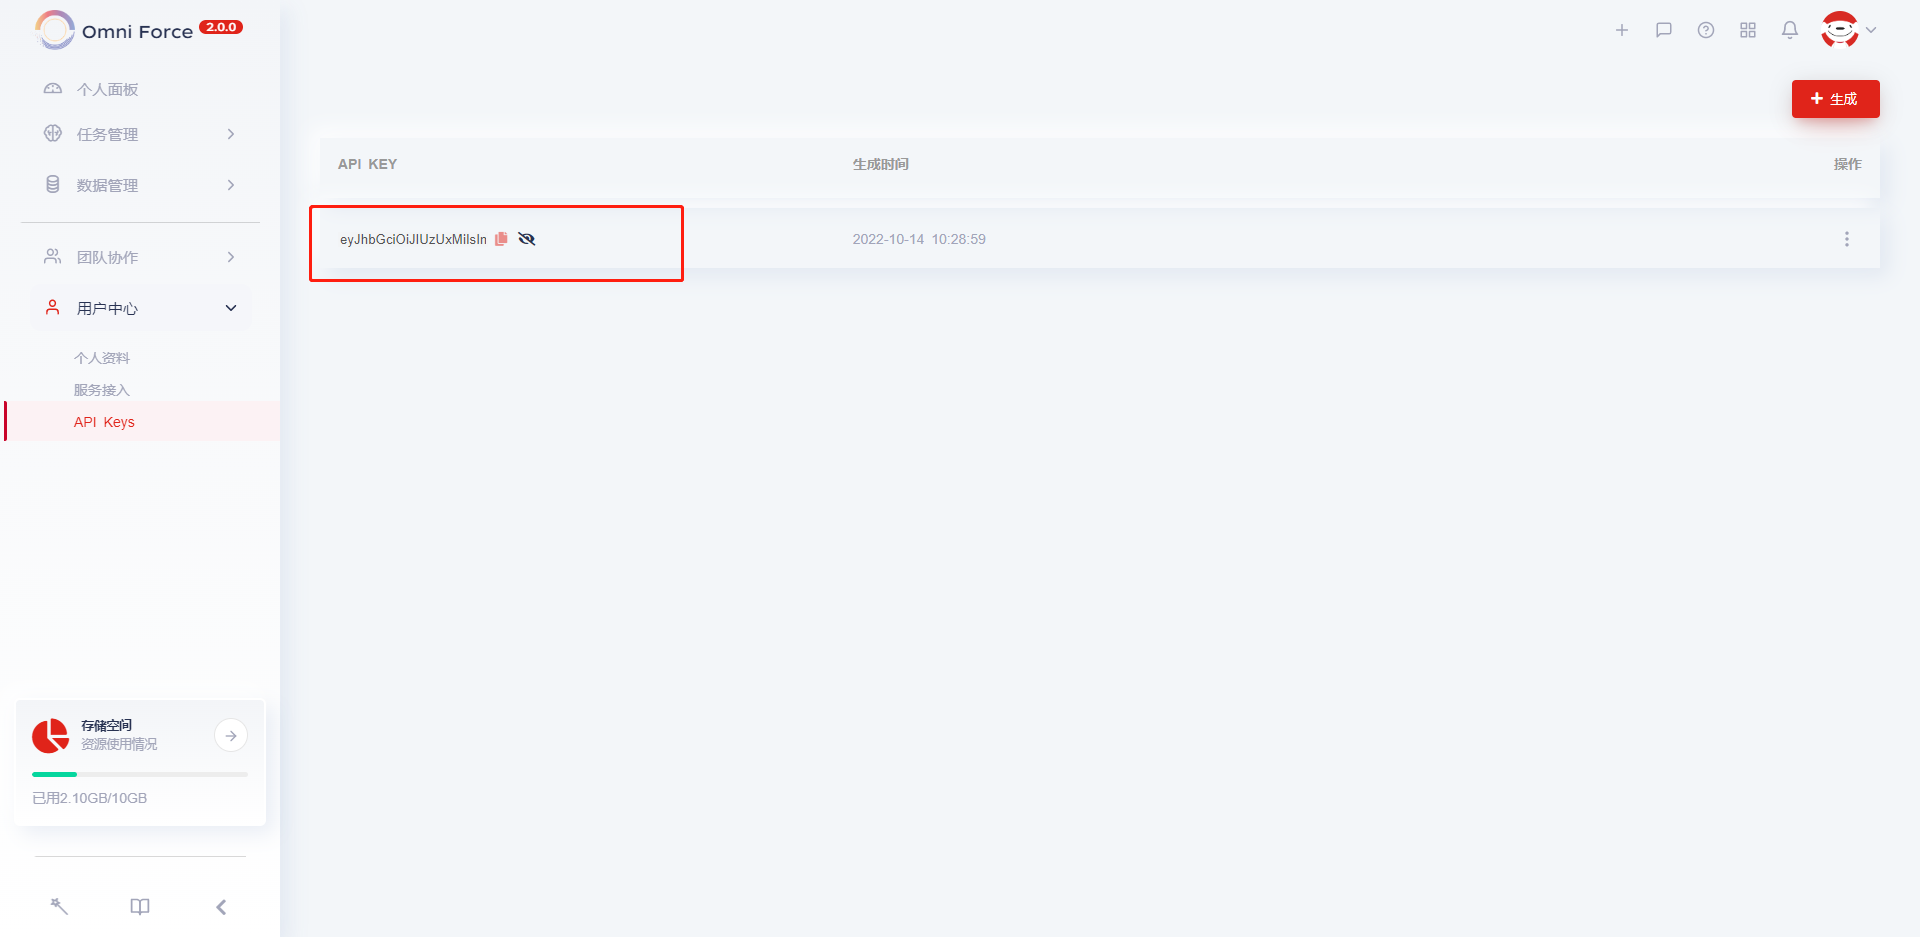 Omni Force 2.0.0
个人面板
任务管理
数据管理
团队协作
用户中心
个人资料
服务接入
API Keys
存储空间
资源使用情况
已用2.10GB/10GB
生成
API KEY 生成时间 操作
eyJhbGciOiJIUzUxMiIsIn 2022-10-14 10:28:59